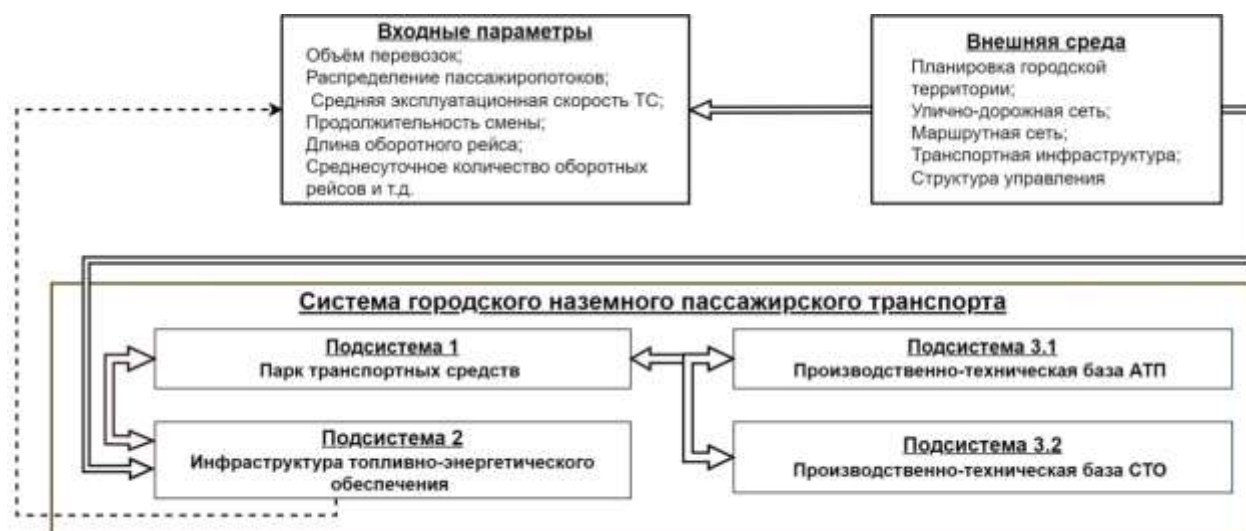 Входные параметры
Объём перевозок;
Распределение пассажиропотоков;
Средняя эксплуатационная скорость ТС;
Продолжительность смены;
Длина оборотного рейса;
Среднесуточное количество оборотных
рейсов и т.д.
Внешняя среда
Планировка городской
территории;
Улично-дорожная сеть;
Маршрутная сеть;
Транспортная инфраструктура;
Структура управления
Система городского наземного пассажирского транспорта
Подсистема 1
Парк транспортных средств
Подсистема 3.1
Производственно-техническая база АТП
Подсистема 2
Инфраструктура топливно-энергетического
обеспечения
Подсистема 3.2
Производственно-техническая база СТО